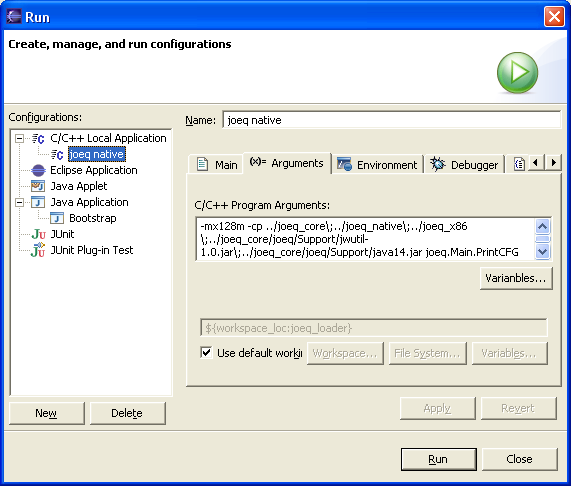 Run
Create, manage, and run configurations
Configurations:
C/C++ Local Application
joeq native
Eclipse Application
Java Applet
Java Application
Bootstrap
JUnit
JUnit Plug-in Test
New
Delete
Name:
joeq native
Main
(x)= Arguments
Environment
Debugger
C/C++ Program Arguments:
-mx128m -cp ../joeq_core\;../joeq_native\;../joeq_x86
\;../joeq_core/joeq/Support/jwutil-
1.0.jar\;../joeq_core/joeq/Support/java14.jar joeq.Main.PrintCFG
Varianbles...
${workspace_loc:joeq_loader}
Use default workin
Workspace...
File System...
Variables...
Apply
Revert
Run
Close